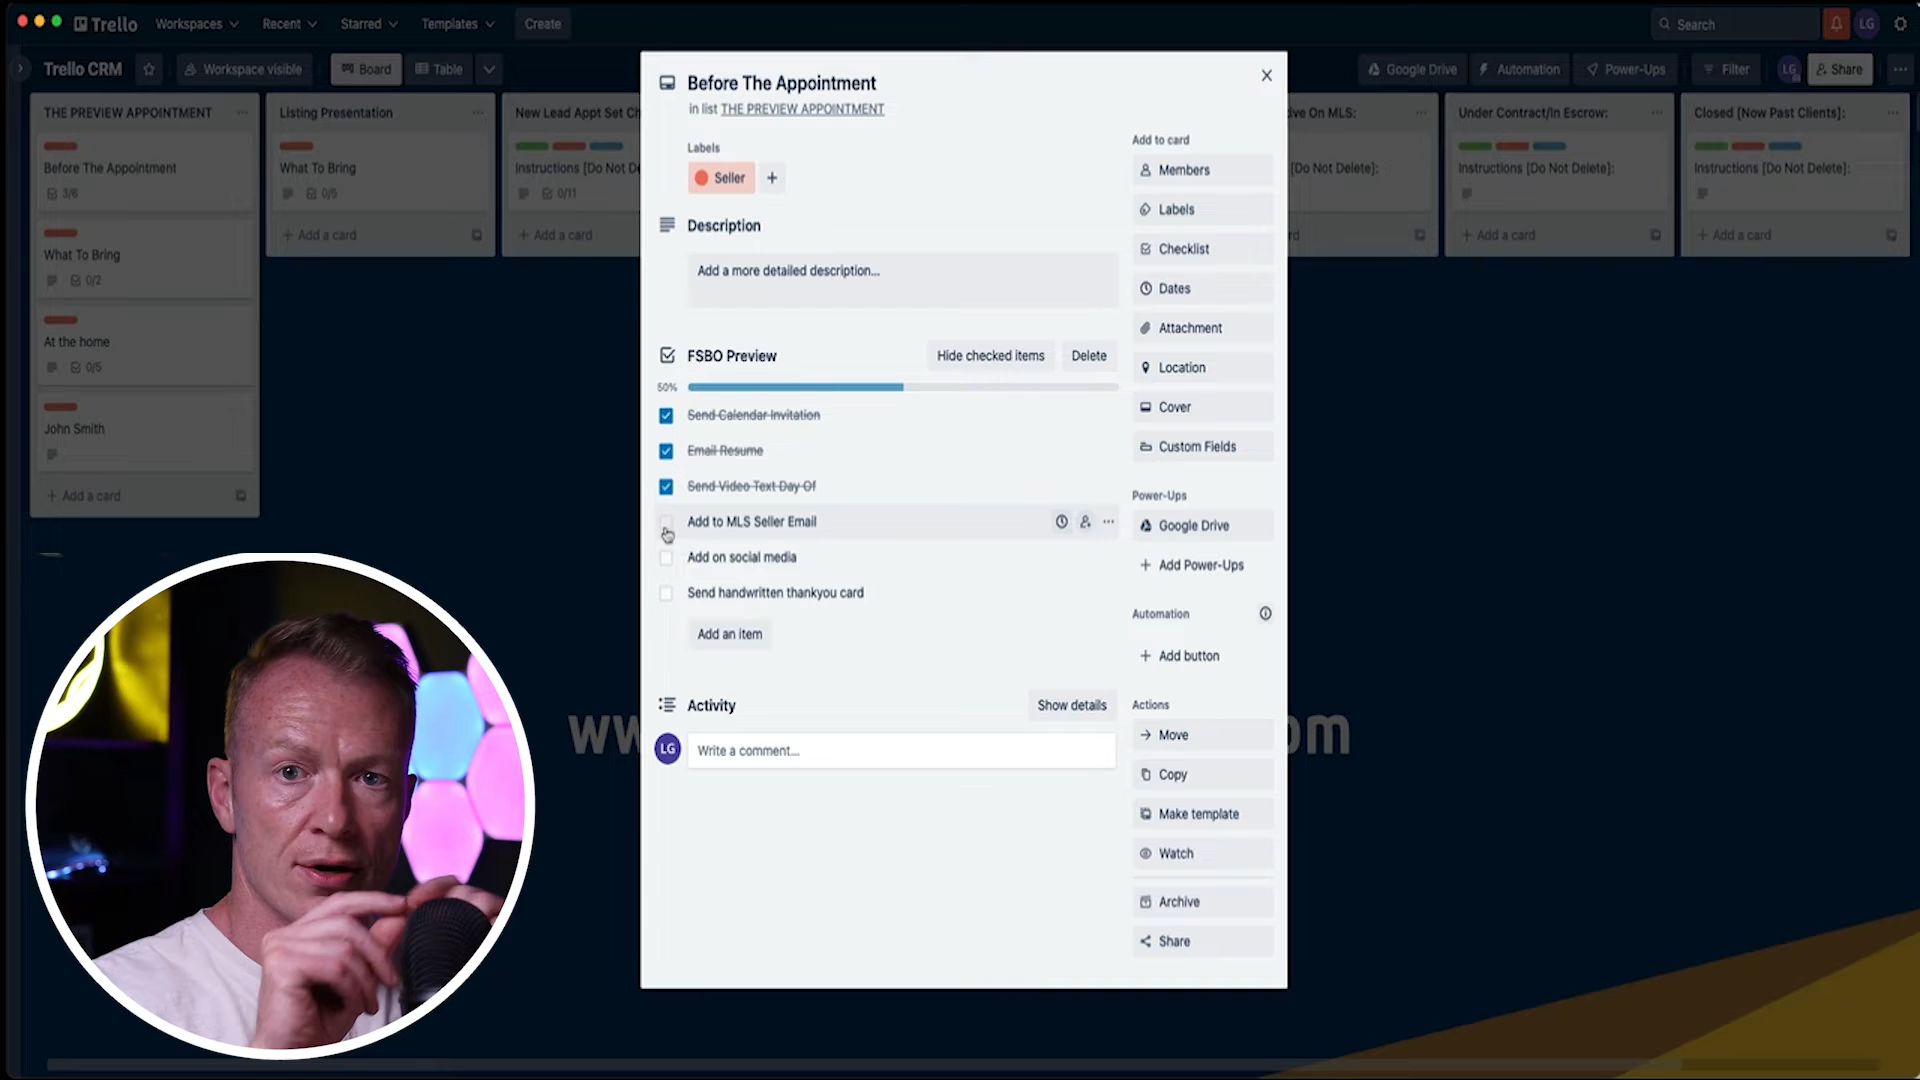 Trello
Workspaces
Recent
Starred
Templates
Create
Search
LG
Trello CRM
Workspace visible
Board
Table
Google Drive
Automation
Power-Ups
Filter
LG
Share
THE PREVIEW APPOINTMENT
Before The Appointment
3/6
What To Bring
0/2
At the home
0/5
John Smith
+ Add a card
Listing Presentation
What To Bring
0/5
+ Add a card
New Lead Appt Set Ch
Instructions [Do Not De
0/11
+ Add a card
ve On MLS:
[Do Not Delete]:
rd
Under Contract/In Escrow:
Instructions [Do Not Delete]:
+ Add a card
Closed [Now Past Clients]:
Instructions [Do Not Delete]:
+ Add a card
Before The Appointment
in list THE PREVIEW APPOINTMENT
Labels
Seller
+
Description
Add a more detailed description...
FSBO Preview
Hide checked items
Delete
50%
Send Calendar Invitation
Email Resume
Send Video Text Day Of
Add to MLS Seller Email
Add on social media
Send handwritten thankyou card
Add an item
Activity
Show details
LG
Write a comment...
Add to card
Members
Labels
Checklist
Dates
Attachment
Location
Cover
Custom Fields
Power-Ups
Google Drive
+ Add Power-Ups
Automation
+ Add button
Actions
Move
Copy
Make template
Watch
Archive
Share
ww
om